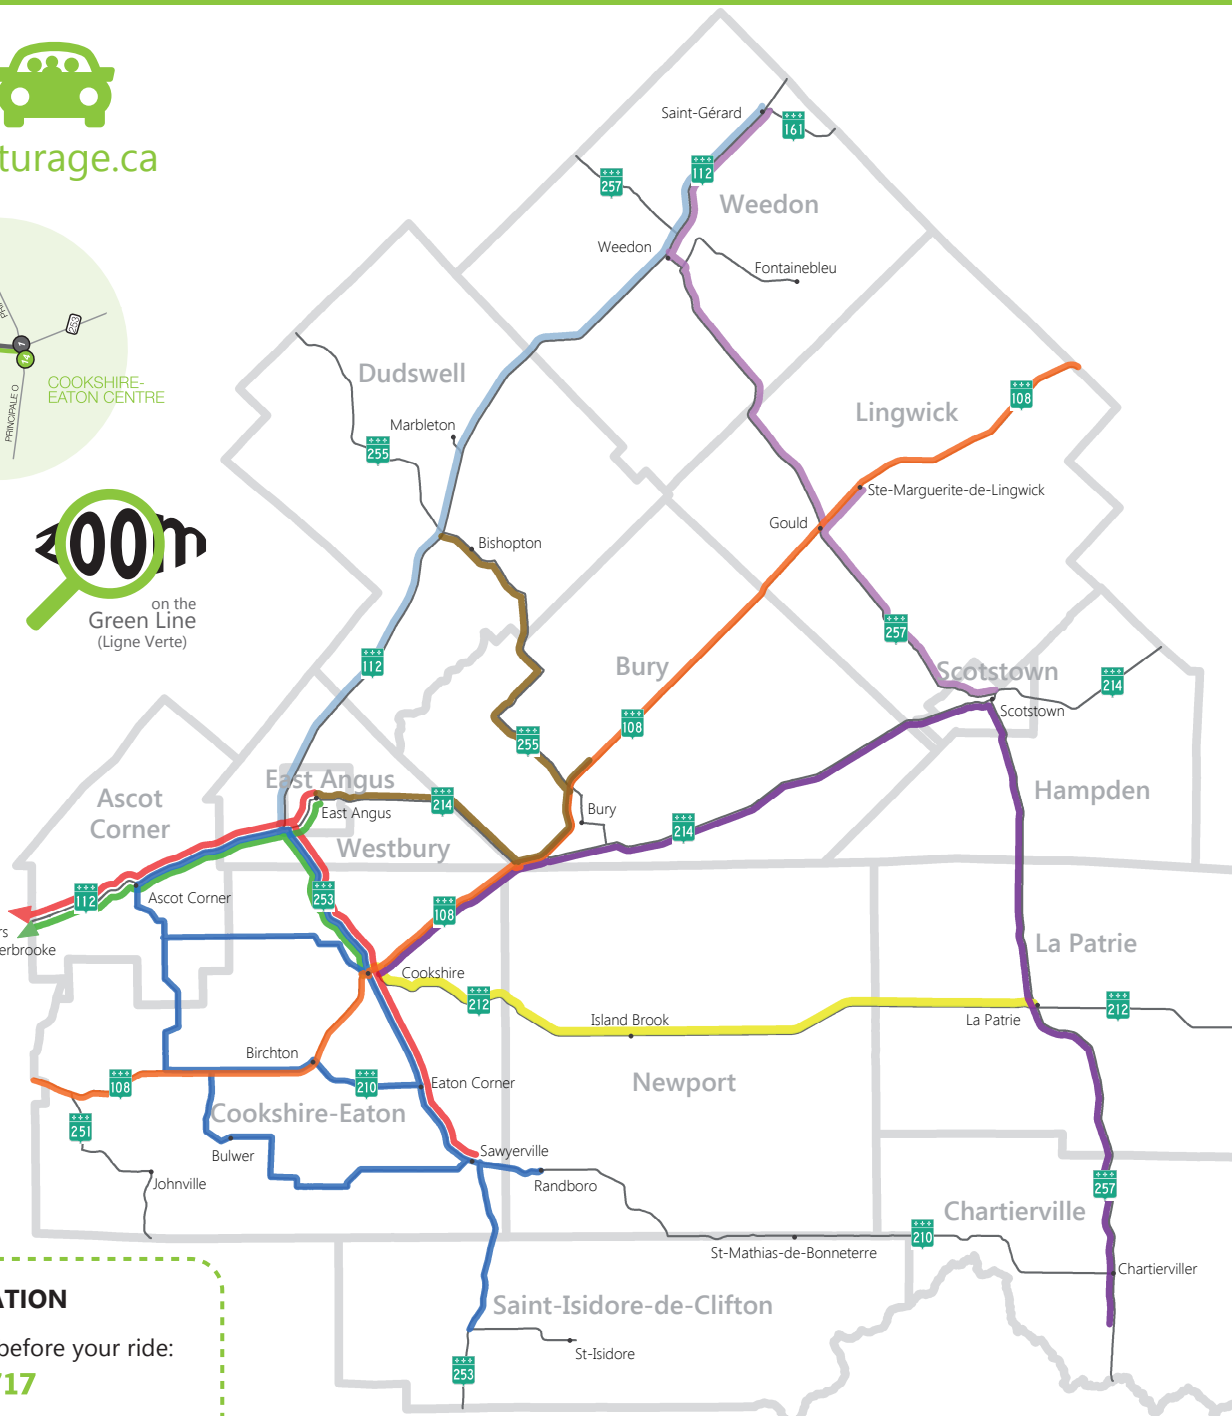 turage.ca
253
1
14
COOKSHIRE-
EATON CENTRE
PRINCIPALE O
zoom
on the
Green Line
(Ligne Verte)
Saint-Gérard
161
112
257
Weedon
Weedon
Fontainebleu
Dudswell
Marbleton
255
108
Lingwick
Ste-Marguerite-de-Lingwick
Gould
Bishopton
257
112
Bury
Scotstown
214
Scotstown
108
255
East Angus
East Angus
214
Bury
Hampden
Ascot
Corner
214
Westbury
112
Ascot Corner
253
108
rs
erbrooke
La Patrie
Cookshire
212
Island Brook
La Patrie
212
Birchton
108
210
Eaton Corner
Newport
Cookshire-Eaton
251
Bulwer
Sawyerville
Johnville
Randboro
257
Chartierville
210
St-Mathias-de-Bonneterre
Chartierviller
Saint-Isidore-de-Clifton
St-Isidore
253
ATION
before your ride:
717